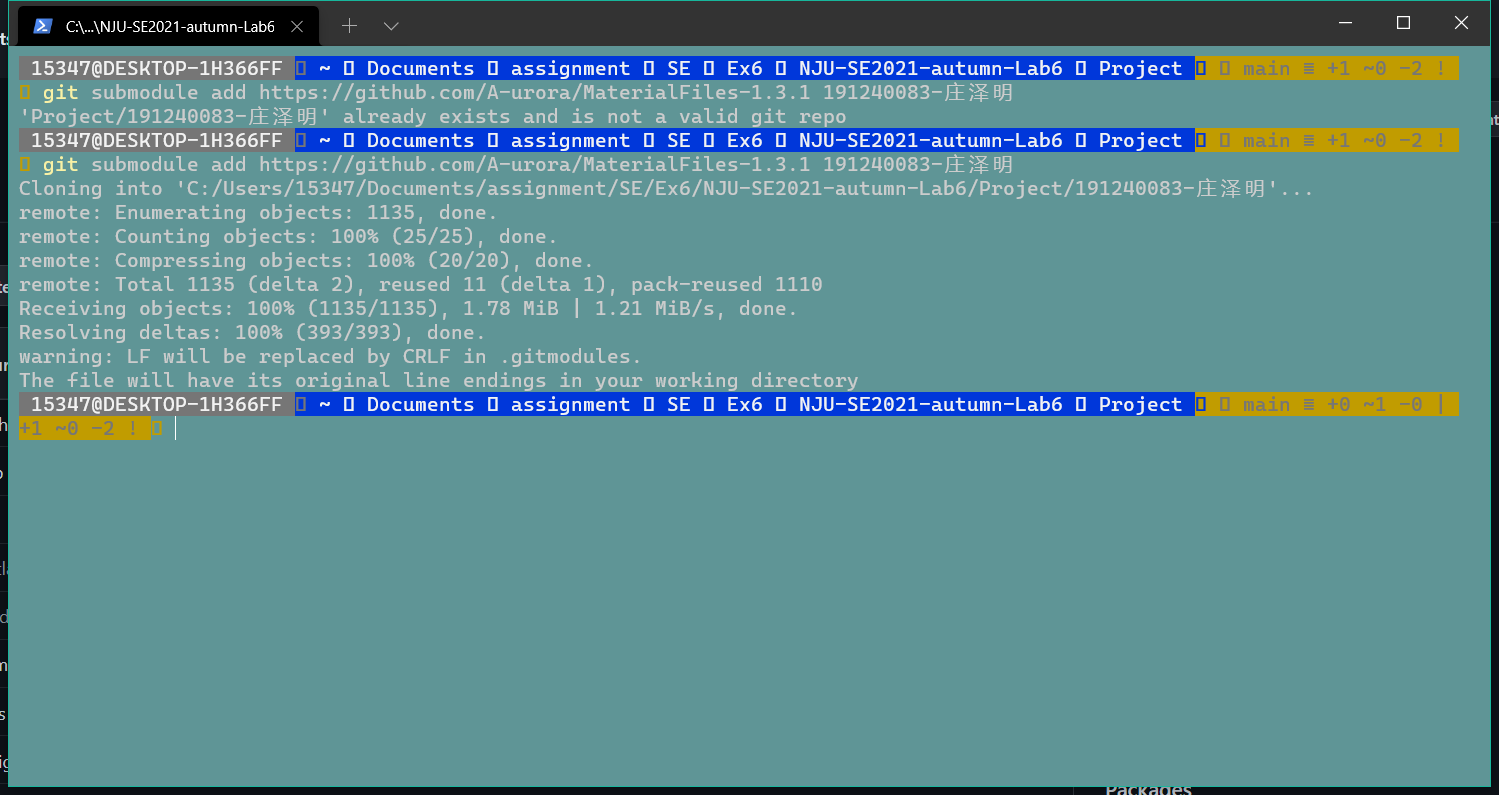 C:\...\NJU-SE2021-autumn-Lab6
15347@DESKTOP-1H366FF ~ Documents assignment SE Ex6 NJU-SE2021-autumn-Lab6 Project main ≡ +1 ~0 -2 !
git submodule add https://github.com/A-urora/MaterialFiles-1.3.1 191240083-庄泽明
'Project/191240083-庄泽明' already exists and is not a valid git repo
15347@DESKTOP-1H366FF ~ Documents assignment SE Ex6 NJU-SE2021-autumn-Lab6 Project main ≡ +1 ~0 -2 !
git submodule add https://github.com/A-urora/MaterialFiles-1.3.1 191240083-庄泽明
Cloning into 'C:/Users/15347/Documents/assignment/SE/Ex6/NJU-SE2021-autumn-Lab6/Project/191240083-庄泽明'...
remote: Enumerating objects: 1135, done.
remote: Counting objects: 100% (25/25), done.
remote: Compressing objects: 100% (20/20), done.
remote: Total 1135 (delta 2), reused 11 (delta 1), pack-reused 1110
Receiving objects: 100% (1135/1135), 1.78 MiB | 1.21 MiB/s, done.
Resolving deltas: 100% (393/393), done.
warning: LF will be replaced by CRLF in .gitmodules.
The file will have its original line endings in your working directory
15347@DESKTOP-1H366FF ~ Documents assignment SE Ex6 NJU-SE2021-autumn-Lab6 Project main ≡ +0 ~1 -0 |
+1 ~0 -2 !
Packages